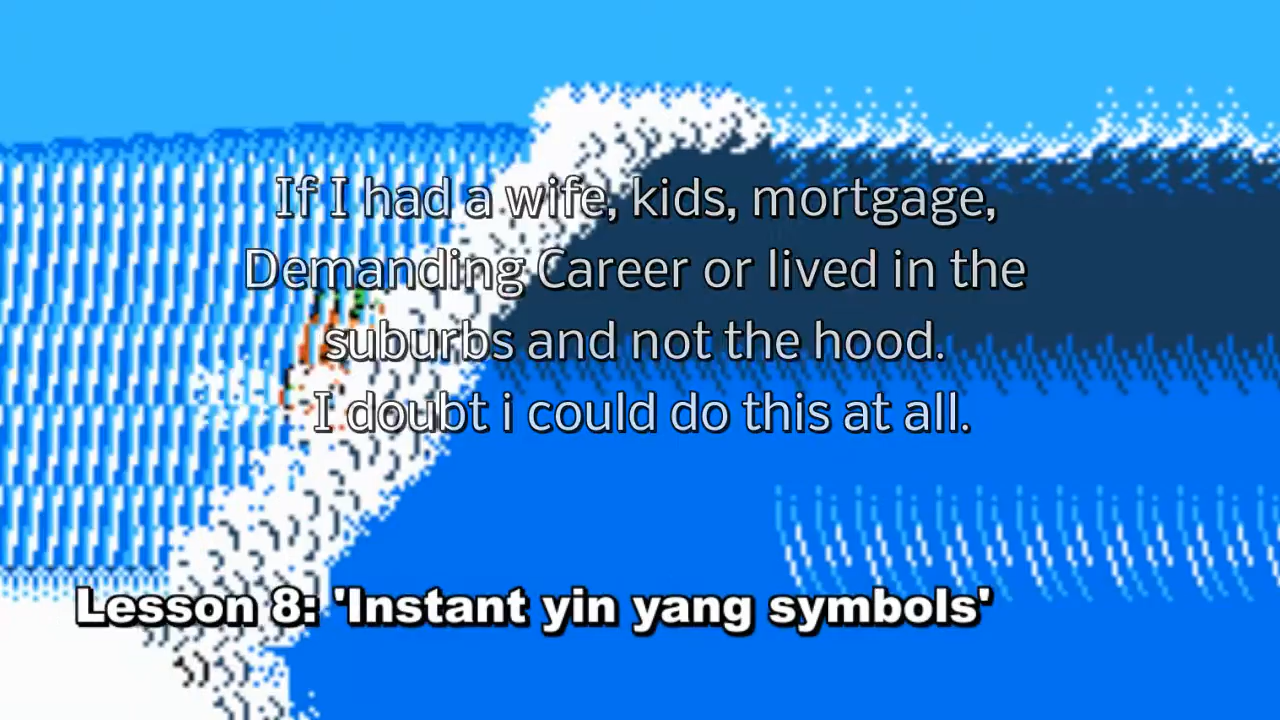 If I had a wife, kids, mortgage,
Demanding Career or lived in the
suburbs and not the hood.
I doubt i could do this at all.
Lesson 8: 'Instant yin yang symbols'